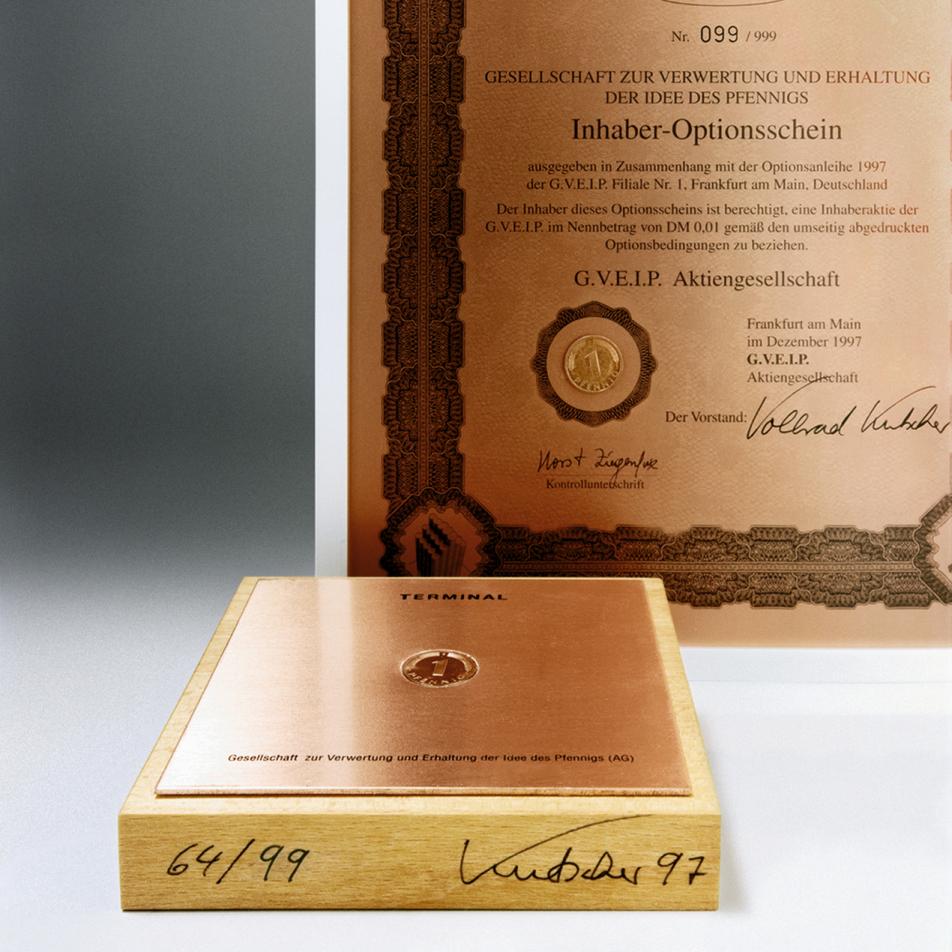 Nr. 099 / 999
GESELLSCHAFT ZUR VERWERTUNG UND ERHALTUNG
DER IDEE DES PFENNIGS
Inhaber-Optionsschein
ausgegeben in Zusammenhang mit der Optionsanleihe 1997
der G.V.E.I.P. Filiale Nr. 1, Frankfurt am Main, Deutschland
Der Inhaber dieses Optionsscheins ist berechtigt, eine Inhaberaktie der
G.V.E.I.P. im Nennbetrag von DM 0,01 gemäß den umseitig abgedruckten
Optionsbedingungen zu beziehen.
G.V.E.I.P. Aktiengesellschaft
1
PFENNIG
Frankfurt am Main
im Dezember 1997
G.V.E.I.P.
Aktiengesellschaft
Der Vorstand: Vollrad Kutscher
Horst
Kontrollunterschrift
TERMINAL
1
PFENNIG
Gesellschaft zur Verwertung und Erhaltung der Idee des Pfennigs (AG)
64/99 Kutscher 97